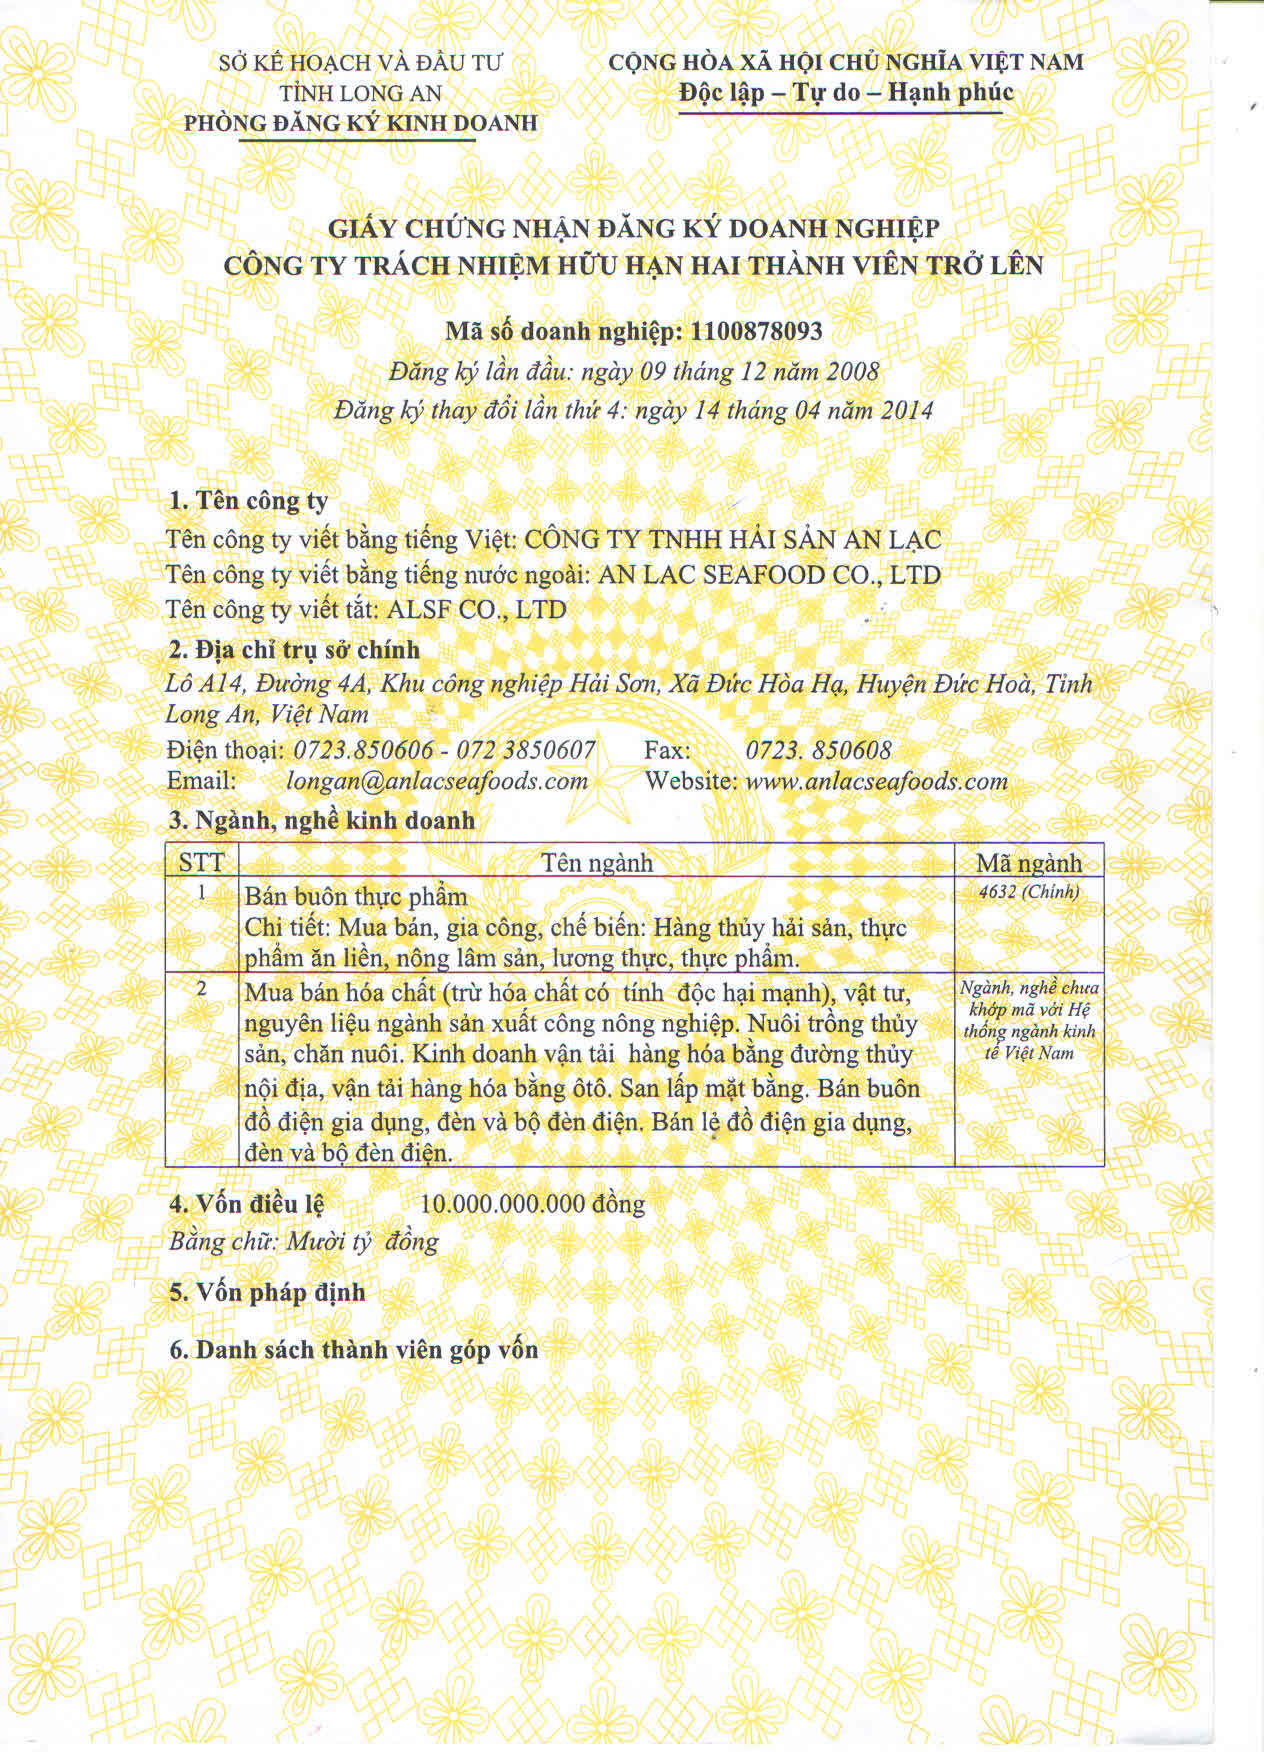 SỞ KẾ HOẠCH VÀ ĐẦU TƯ
TỈNH LONG AN
PHÒNG ĐĂNG KÝ KINH DOANH
CỘNG HÒA XÃ HỘI CHỦ NGHĨA VIỆT NAM
Độc lập – Tự do – Hạnh phúc
GIẤY CHỨNG NHẬN ĐĂNG KÝ DOANH NGHIỆP
CÔNG TY TRÁCH NHIỆM HỮU HẠN HAI THÀNH VIÊN TRỞ LÊN
Mã số doanh nghiệp: 1100878093
Đăng ký lần đầu: ngày 09 tháng 12 năm 2008
Đăng ký thay đổi lần thứ 4: ngày 14 tháng 04 năm 2014
1. Tên công ty
Tên công ty viết bằng tiếng Việt: CÔNG TY TNHH HẢI SẢN AN LẠC
Tên công ty viết bằng tiếng nước ngoài: AN LAC SEAFOOD CO., LTD
Tên công ty viết tắt: ALSF CO., LTD
2. Địa chỉ trụ sở chính
Lô A14, Đường 4A, Khu công nghiệp Hải Sơn, Xã Đức Hòa Hạ, Huyện Đức Hoà, Tỉnh
Long An, Việt Nam
Điện thoại: 0723.850606 - 072 3850607 Fax: 0723. 850608
Email: longan@anlacseafoods.com Website: www.anlacseafoods.com
3. Ngành, nghề kinh doanh
STT Tên ngành Mã ngành
1 Bán buôn thực phẩm 4632 (Chính)
Chi tiết: Mua bán, gia công, chế biến: Hàng thủy hải sản, thực
phẩm ăn liền, nông lâm sản, lương thực, thực phẩm.
2 Mua bán hóa chất (trừ hóa chất có tính độc hại mạnh), vật tư, Ngành, nghề chưa
nguyên liệu ngành sản xuất công nông nghiệp. Nuôi trồng thủy khớp mã với Hệ
sản, chăn nuôi. Kinh doanh vận tải hàng hóa bằng đường thủy thống ngành kinh
nội địa, vận tải hàng hóa bằng ôtô. San lấp mặt bằng. Bán buôn tế Việt Nam
đồ điện gia dụng, đèn và bộ đèn điện. Bán lẻ đồ điện gia dụng,
đèn và bộ đèn điện.
4. Vốn điều lệ 10.000.000.000 đồng
Bằng chữ: Mười tỷ đồng
5. Vốn pháp định
6. Danh sách thành viên góp vốn